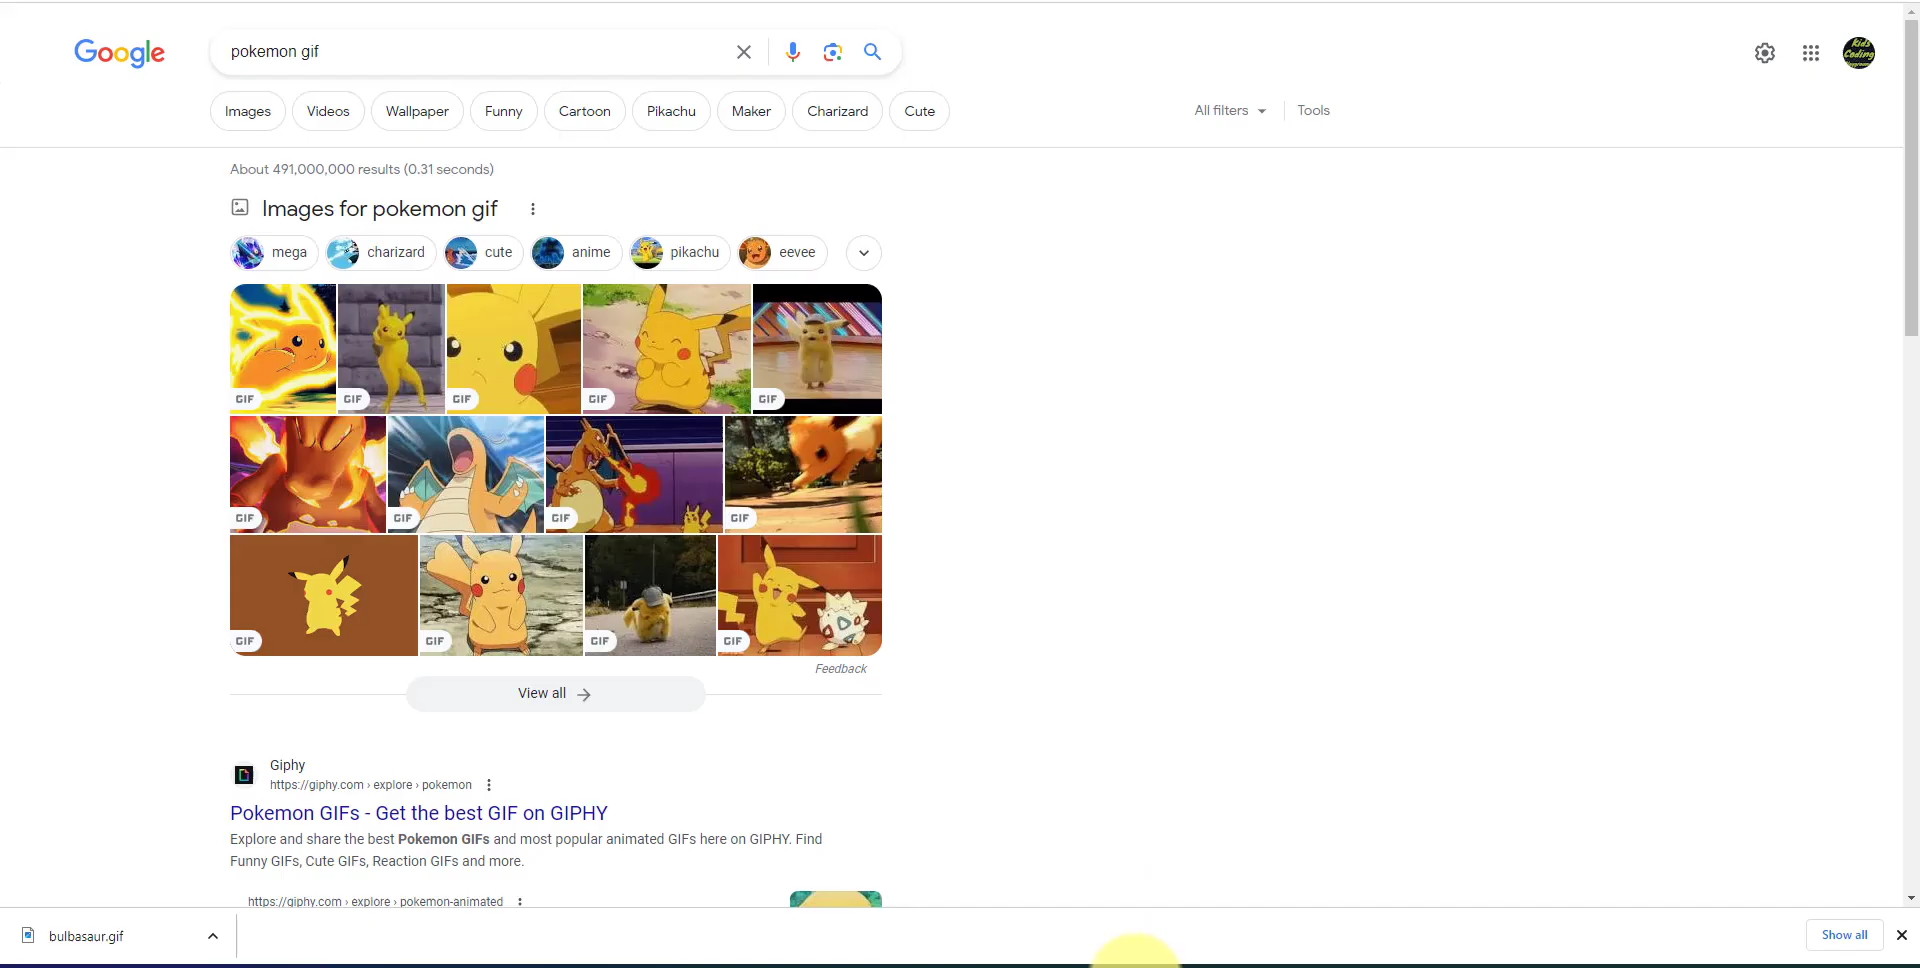 Google
pokemon gif
Kids
Coding
Images
Videos
Wallpaper
Funny
Cartoon
Pikachu
Maker
Charizard
Cute
All filters
Tools
About 491,000,000 results (0.31 seconds)
Images for pokemon gif
mega
charizard
cute
anime
pikachu
eevee
GIF
GIF
GIF
GIF
GIF
GIF
GIF
GIF
GIF
GIF
GIF
GIF
GIF
Feedback
View all
Giphy
https://giphy.com › explore › pokemon
Pokemon GIFs - Get the best GIF on GIPHY
Explore and share the best Pokemon GIFs and most popular animated GIFs here on GIPHY. Find
Funny GIFs, Cute GIFs, Reaction GIFs and more.
https://giphy.com › explore › pokemon-animated
bulbasaur.gif
Show all